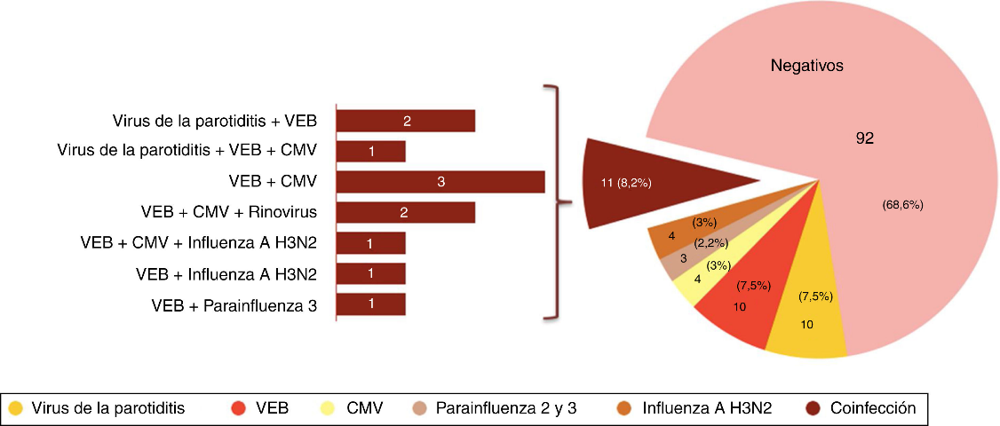 Virus de la parotiditis + VEB
2
Virus de la parotiditis + VEB + CMV
1
VEB + CMV
3
VEB + CMV + Rinovirus
2
VEB + CMV + Influenza A H3N2
1
VEB + Influenza A H3N2
1
VEB + Parainfluenza 3
1
Negativos
92
(68,6%)
11 (8,2%)
(3%)
4
(2,2%)
3
(3%)
4
(7,5%)
10
(7,5%)
10
Virus de la parotiditis
VEB
CMV
Parainfluenza 2 y 3
Influenza A H3N2
Coinfección